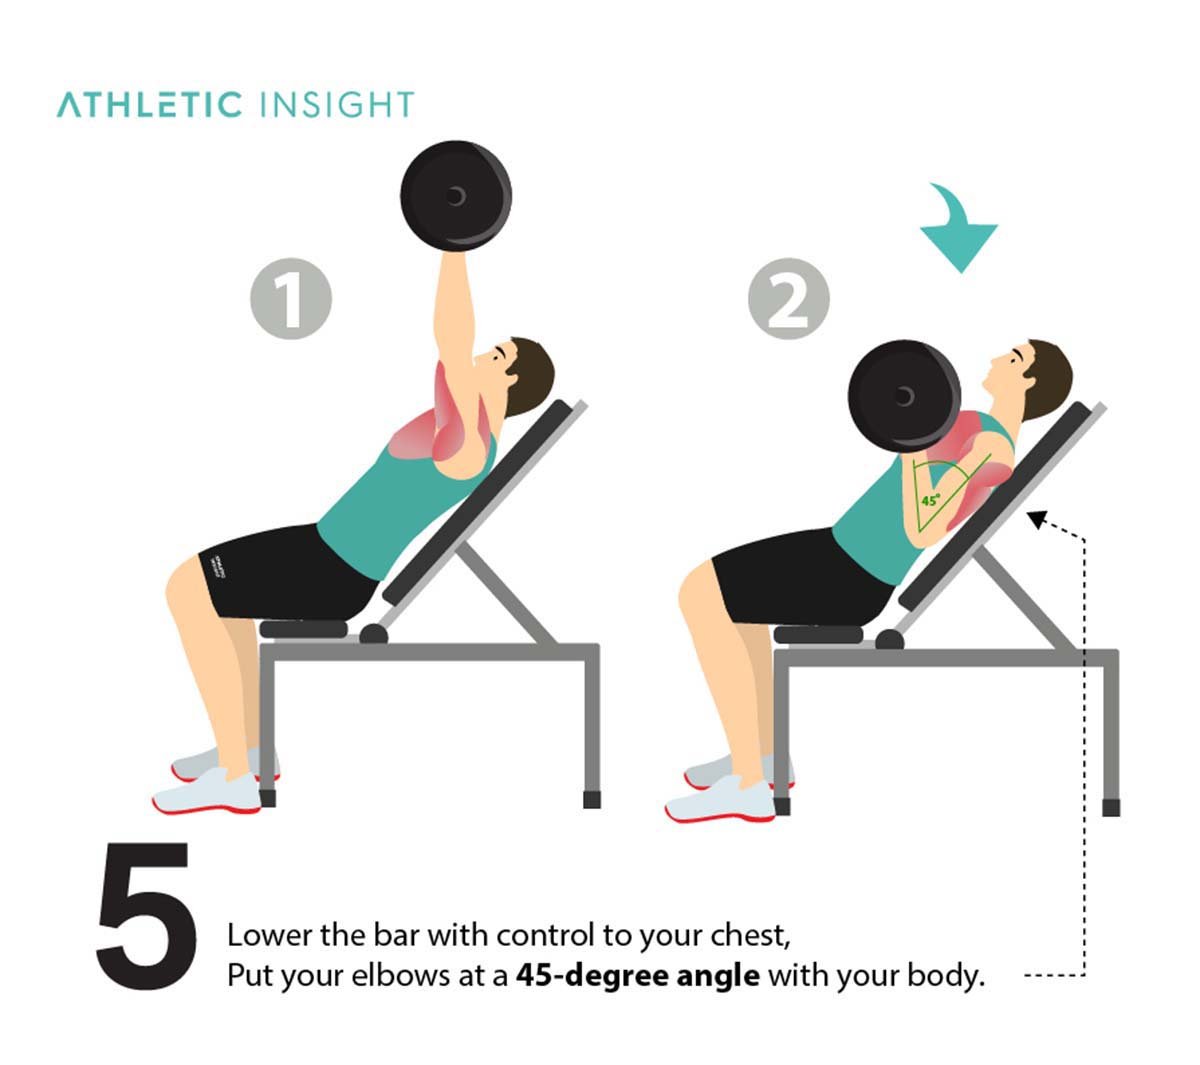 ATHLETIC INSIGHT
1
2
45°
5
Lower the bar with control to your chest,
Put your elbows at a 45-degree angle with your body.